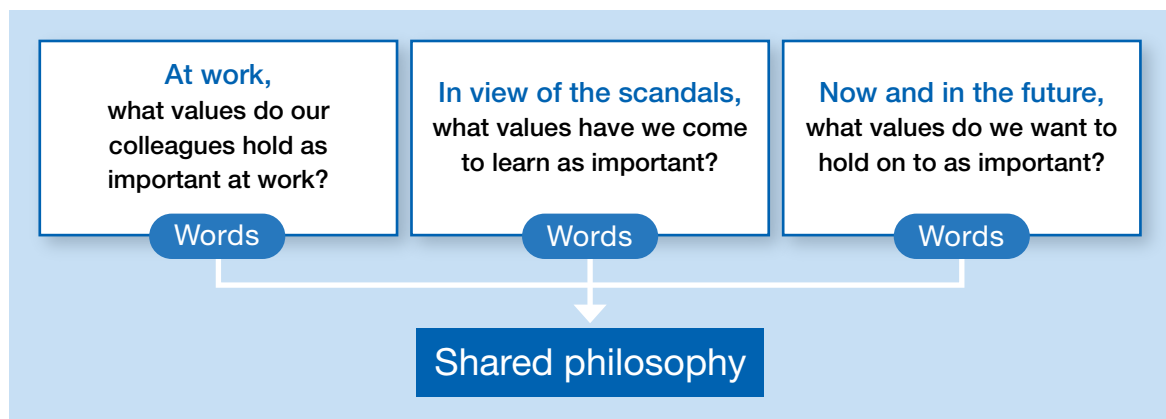 At work,
what values do our
colleagues hold as
important at work?
Words
In view of the scandals,
what values have we come
to learn as important?
Words
Now and in the future,
what values do we want to
hold on to as important?
Words
Shared philosophy